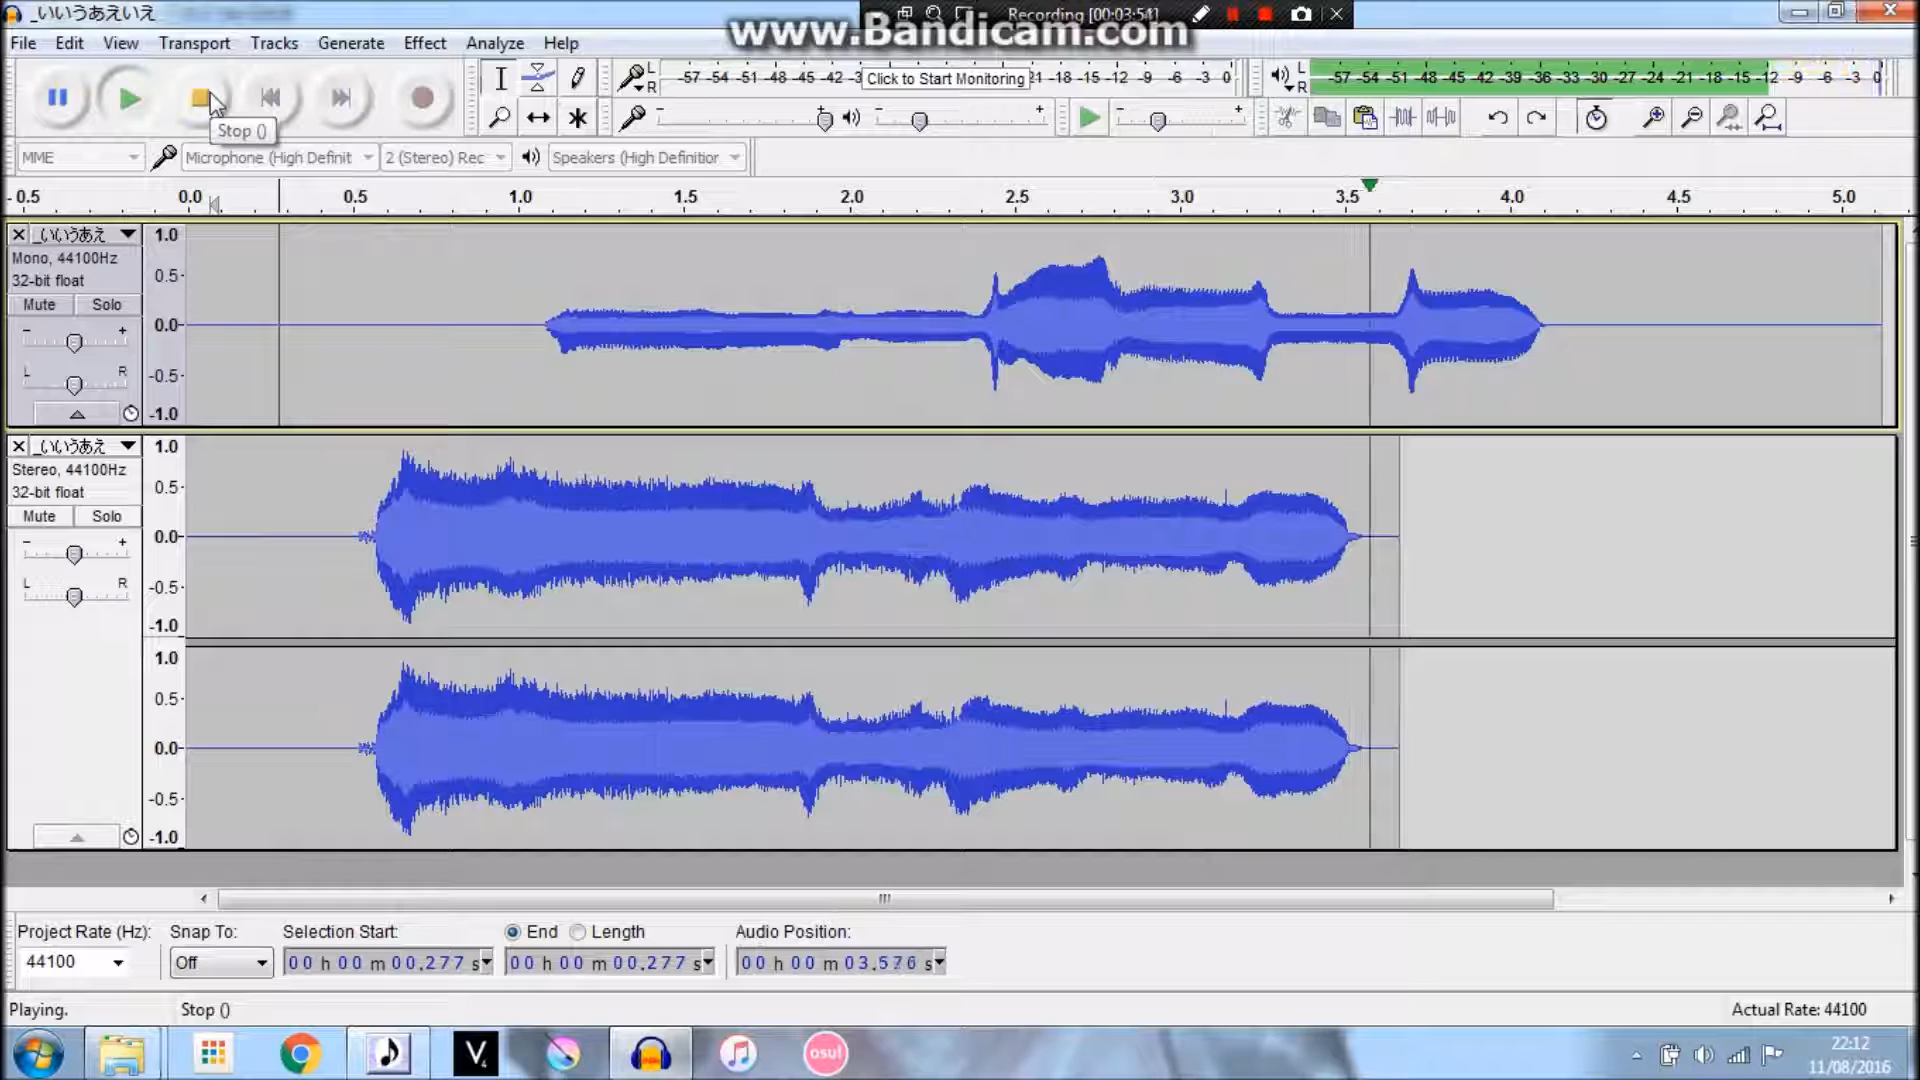 _いいうあえいえ
Recording [00:03:54]
www.Bandicam.com
File Edit View Transport Tracks Generate Effect Analyze Help
L
R
-57 -54 -51 -48 -45 -42 -3
Click to Start Monitoring
21 -18 -15 -12 -9 -6 -3 0
L
R
-57 -54 -51 -48 -45 -42 -39 -36 -33 -30 -27 -24 -21 -18 -15 -12 -9 -6 -3 0
Stop ()
MME
Microphone (High Definit
2 (Stereo) Rec
Speakers (High Definitior
- 0.5 0.0 0.5 1.0 1.5 2.0 2.5 3.0 3.5 4.0 4.5 5.0
_いいうあえ
Mono, 44100Hz
32-bit float
Mute Solo
- +
L R
1.0
0.5
0.0
-0.5
-1.0
_いいうあえ
Stereo, 44100Hz
32-bit float
Mute Solo
- +
L R
1.0
0.5
0.0
-0.5
-1.0
1.0
0.5
0.0
-0.5
-1.0
Project Rate (Hz): Snap To: Selection Start: End Length Audio Position:
44100 Off 00 h 00 m 00.277 s 00 h 00 m 00.277 s 00 h 00 m 03.576 s
Playing. Stop () Actual Rate: 44100
V4
osu!
22:12
11/08/2016